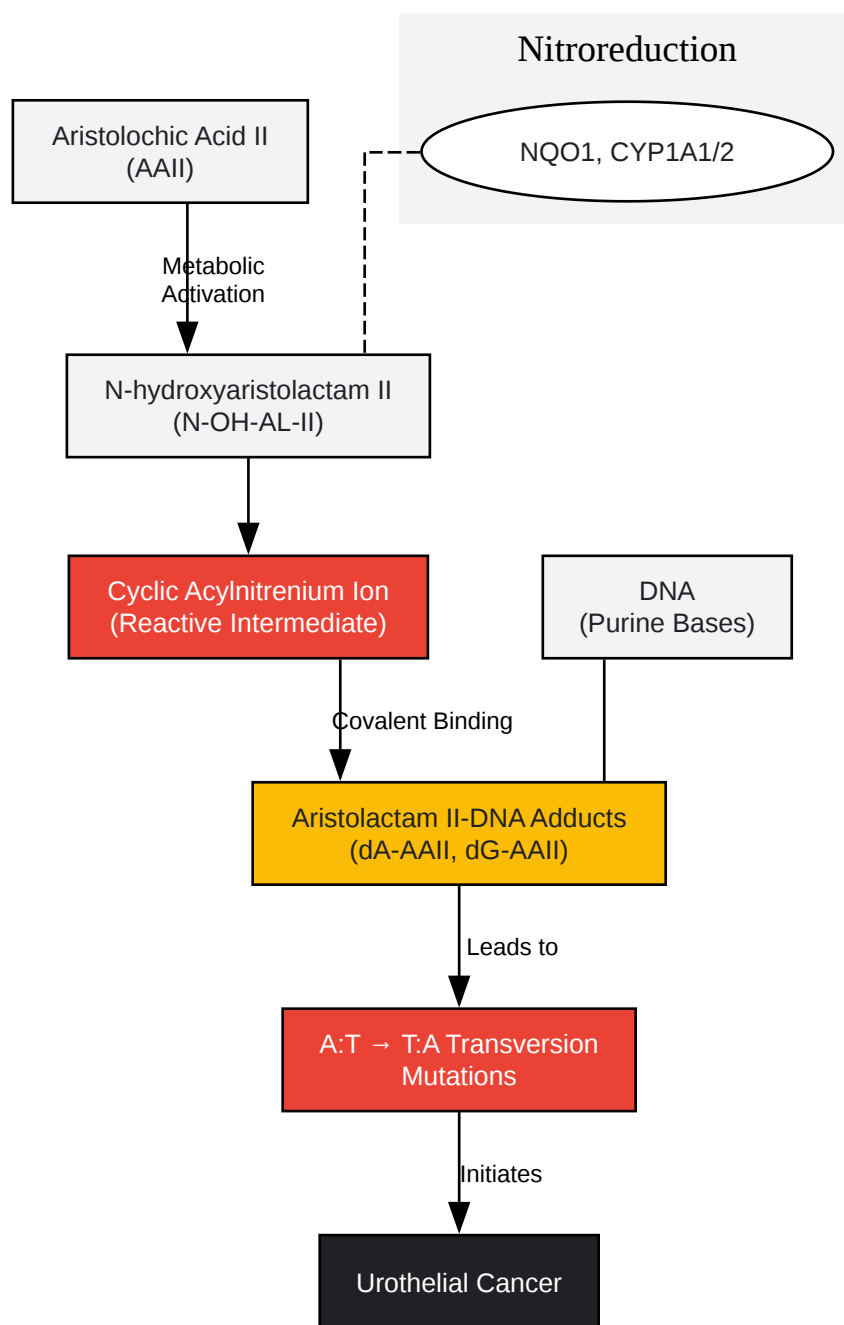 Nitroreduction
NQO1, CYP1A1/2
Aristolochic Acid II
(AAII)
Metabolic
Activation
N-hydroxyaristolactam II
(N-OH-AL-II)
Cyclic Acylnitrenium Ion
(Reactive Intermediate)
DNA
(Purine Bases)
Covalent Binding
Aristolactam II-DNA Adducts
(dA-AAII, dG-AAII)
Leads to
A:T → T:A Transversion
Mutations
Initiates
Urothelial Cancer